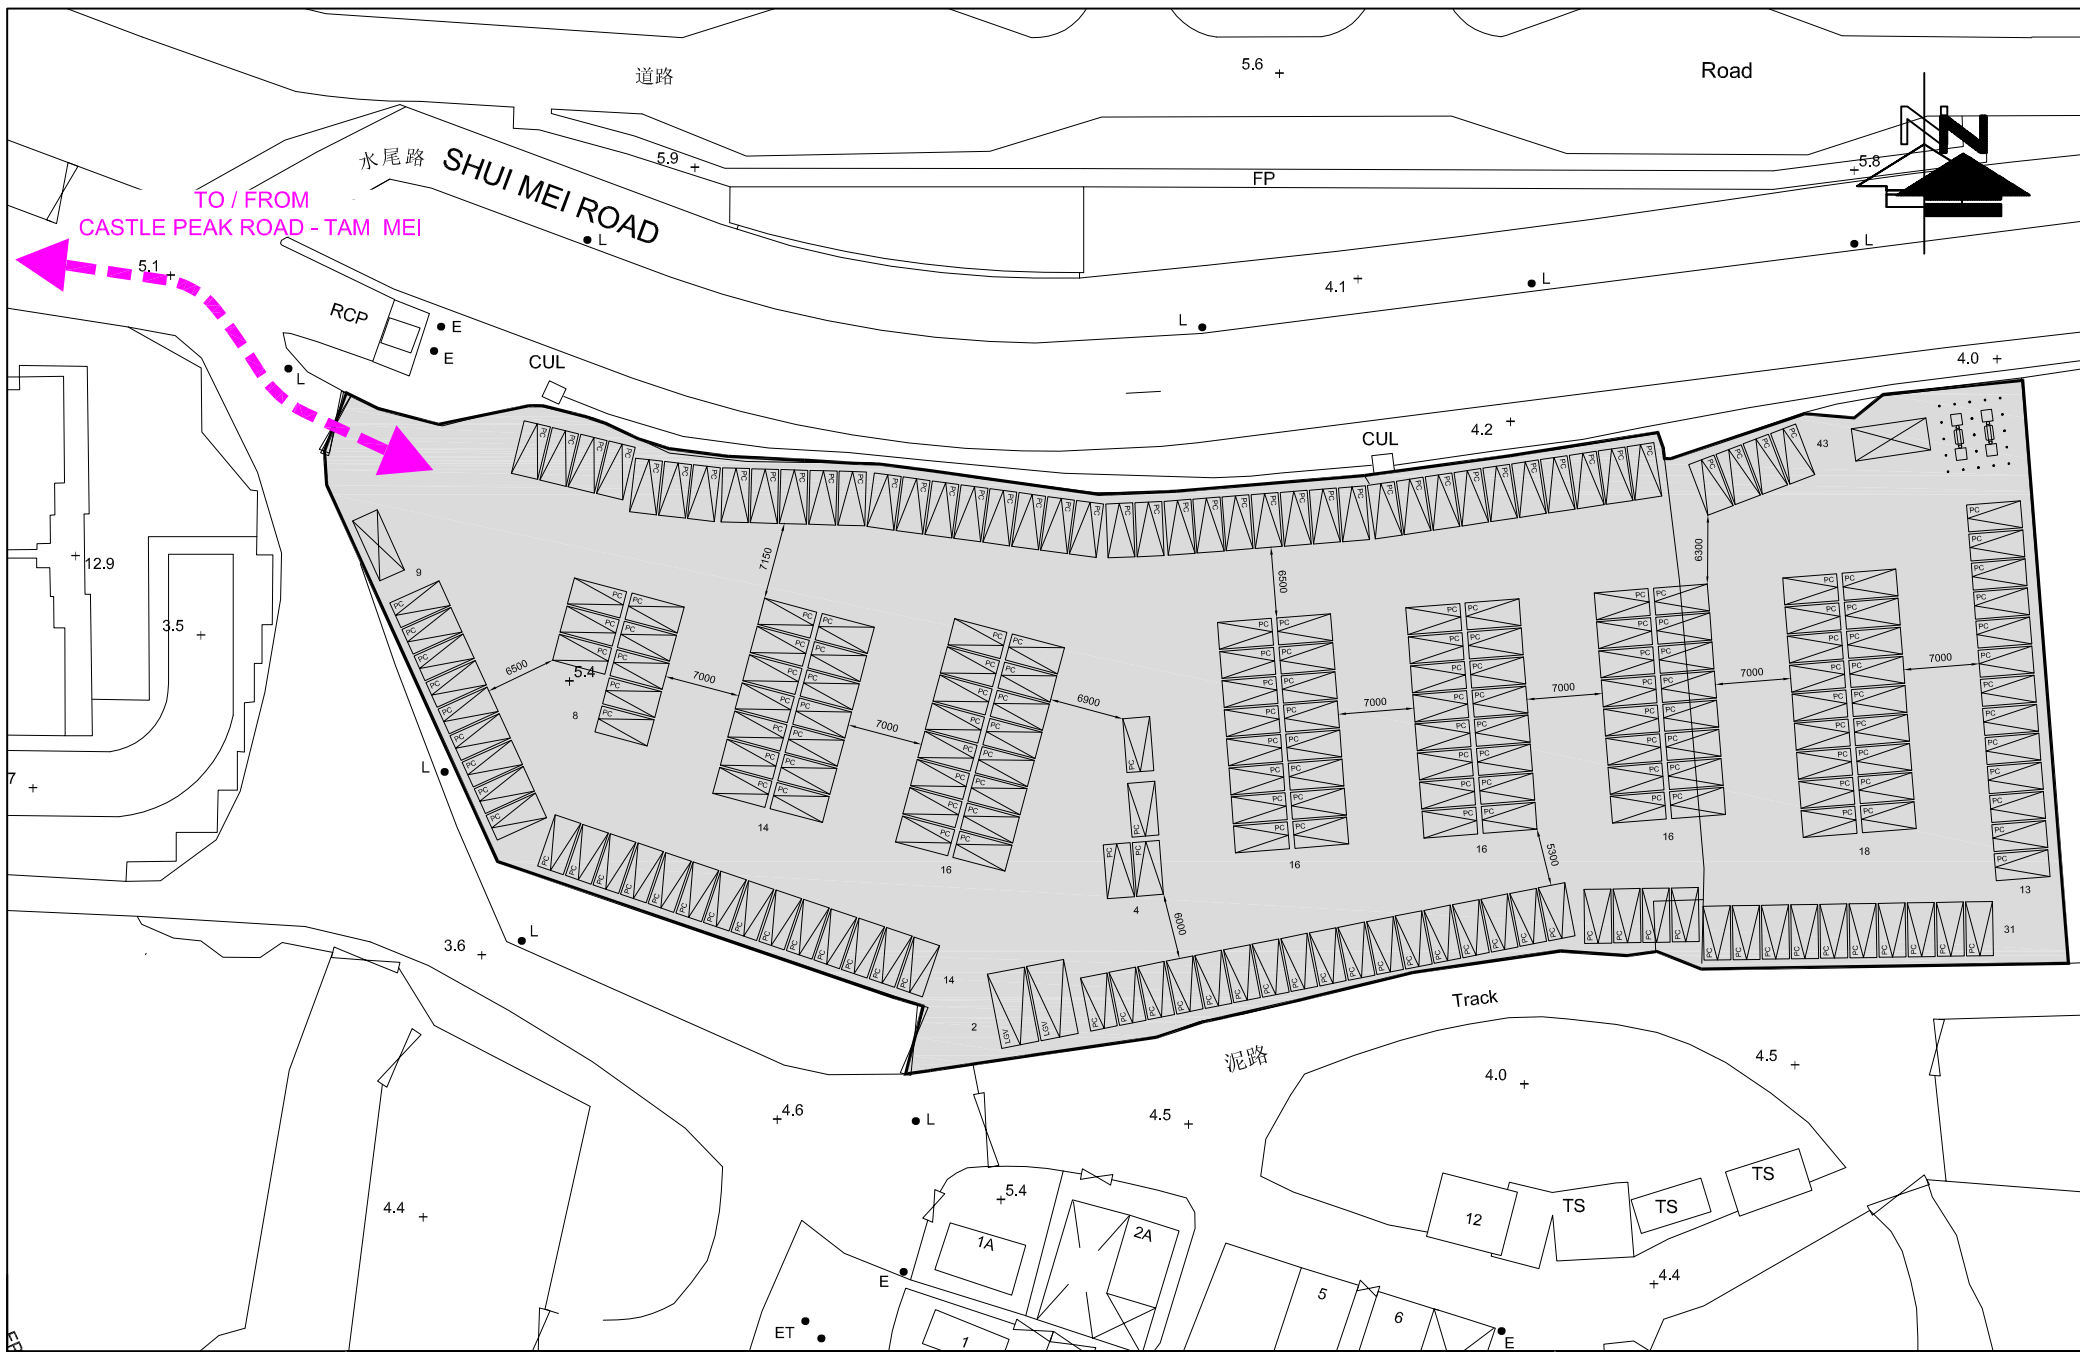 道路
5.6
Road
水尾路
SHUI MEI ROAD
5.9
FP
5.8
N
N
TO / FROM
CASTLE PEAK ROAD - TAM MEI
L
L
5.1
4.1
L
RCP
E
E
L
CUL
L
4.0
4.2
CUL
43
12.9
9
7150
6500
6300
3.5
6500
5.4
8
7000
7000
6900
7000
7000
7000
7000
L
7
14
16
4
16
16
16
18
13
5300
6000
31
3.6
L
14
2
LGV
LGV
PC
Track
泥路
4.5
4.0
4.6
L
4.5
4.4
5.4
12
TS
TS
TS
1A
2A
E
4.4
5
6
ET
1
E